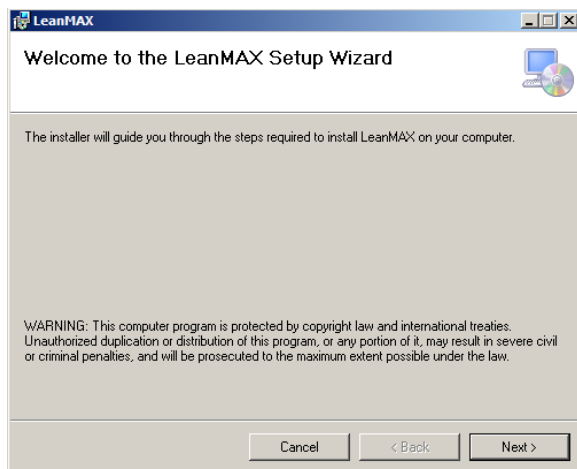 LeanMAX
Welcome to the LeanMAX Setup Wizard
The installer will guide you through the steps required to install LeanMAX on your computer.
WARNING: This computer program is protected by copyright law and international treaties.
Unauthorized duplication or distribution of this program, or any portion of it, may result in severe civil
or criminal penalties, and will be prosecuted to the maximum extent possible under the law.
Cancel < Back Next >